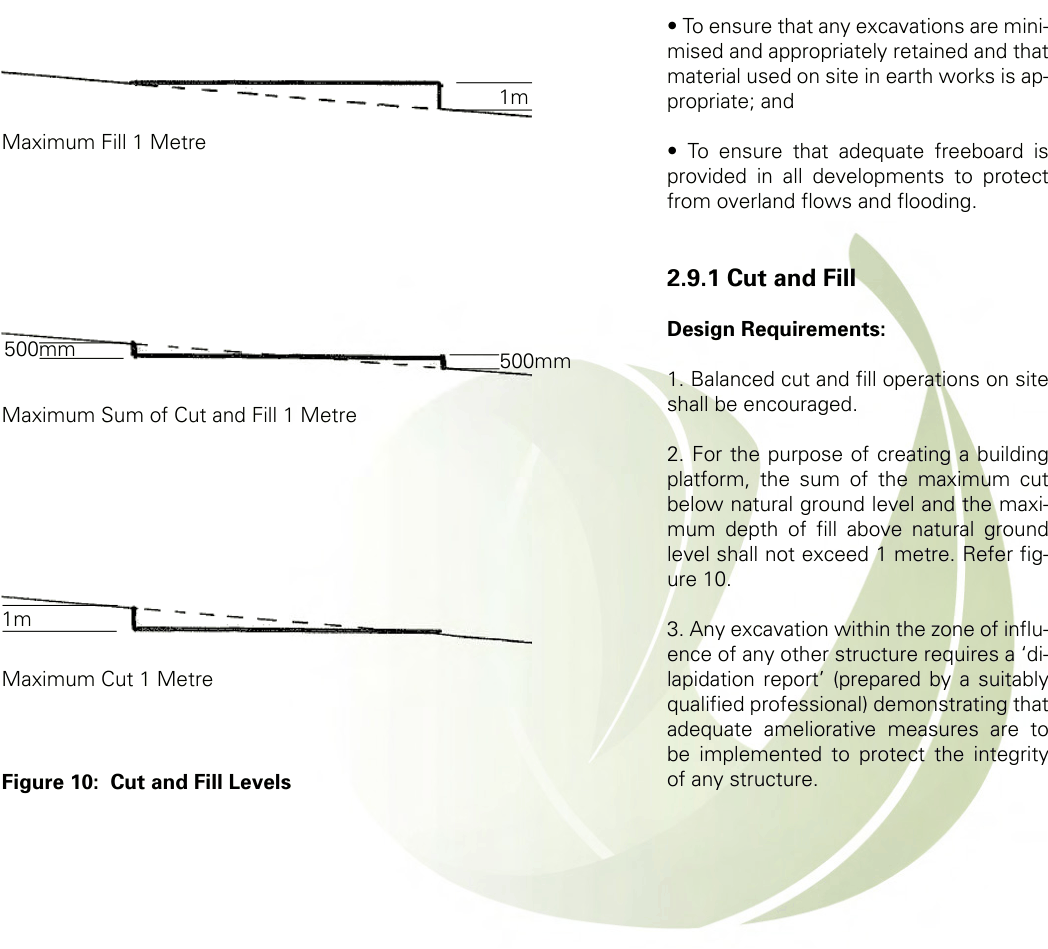 1m
Maximum Fill 1 Metre
500mm
500mm
Maximum Sum of Cut and Fill 1 Metre
1m
Maximum Cut 1 Metre
Figure 10:  Cut and Fill Levels
• To ensure that any excavations are mini-
mised and appropriately retained and that
material used on site in earth works is ap-
propriate; and
• To ensure that adequate freeboard is
provided in all developments to protect
from overland flows and flooding.
2.9.1 Cut and Fill
Design Requirements:
1. Balanced cut and fill operations on site
shall be encouraged.
2. For the purpose of creating a building
platform, the sum of the maximum cut
below natural ground level and the maxi-
mum depth of fill above natural ground
level shall not exceed 1 metre. Refer fig-
ure 10.
3. Any excavation within the zone of influ-
ence of any other structure requires a ‘di-
lapidation report’ (prepared by a suitably
qualified professional) demonstrating that
adequate ameliorative measures are to
be implemented to protect the integrity
of any structure.